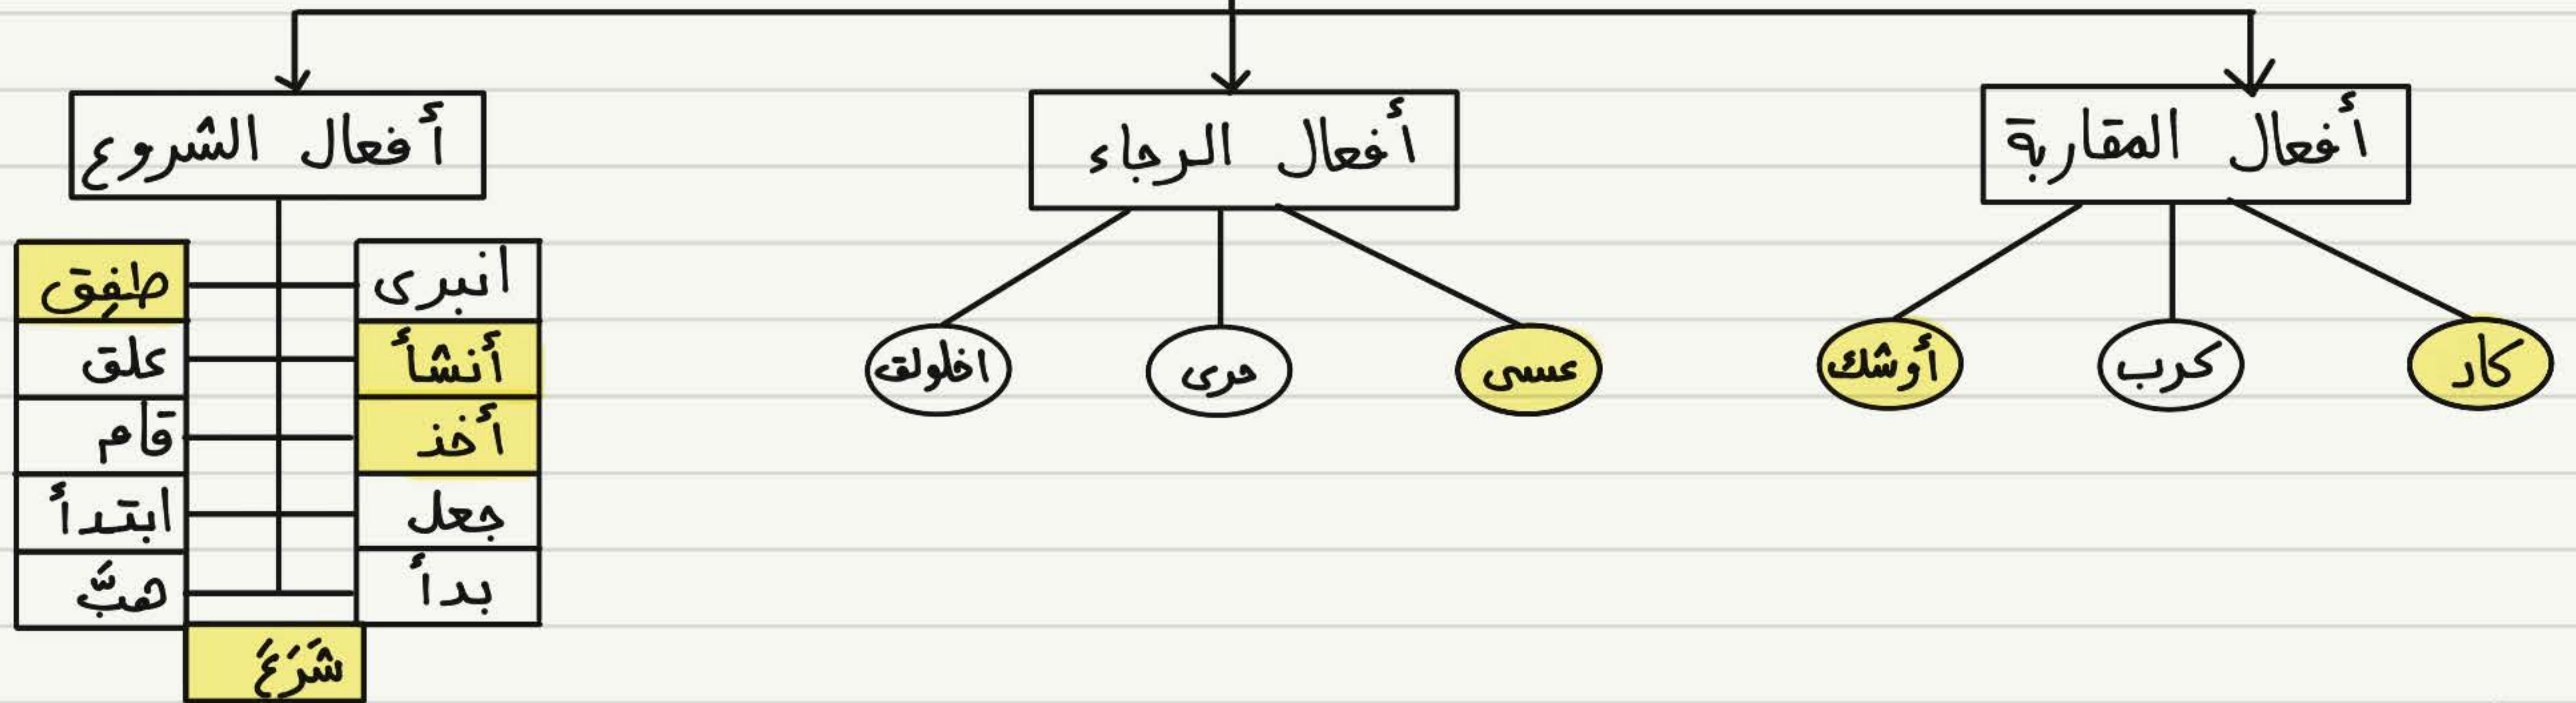 أفعال المقاربة
كاد
كرب
أوشك
أفعال الرجاء
عسى
حرى
اخلولق
أفعال الشروع
انبرى
أنشأ
أخذ
جعل
بدأ
طفِق
علق
قام
ابتدأ
هبَّ
شَرَعَ